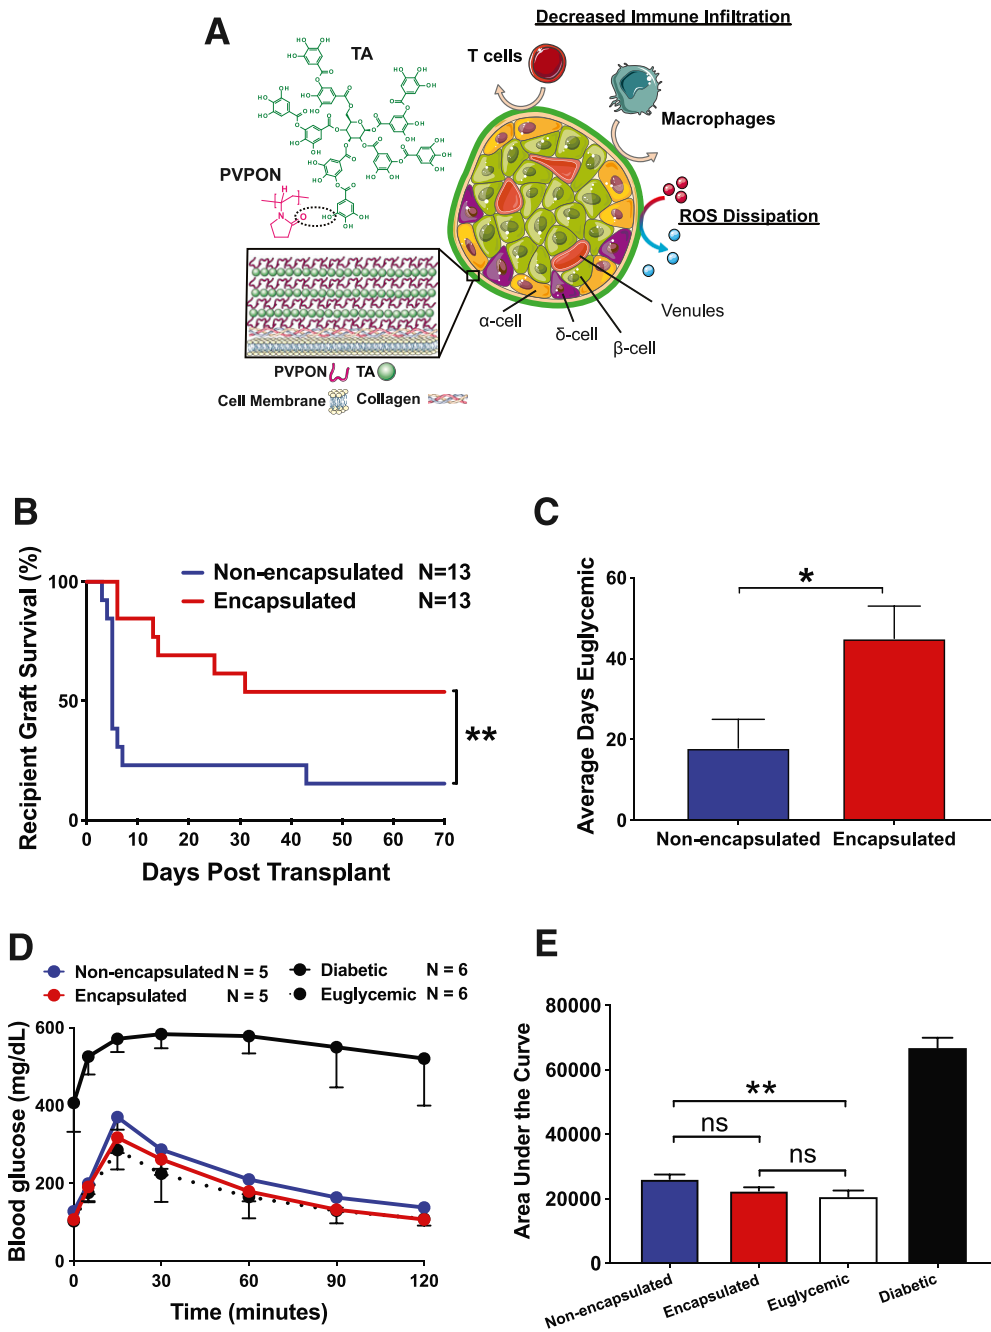 A
Decreased Immune Infiltration
TA
T cells
Macrophages
PVPON
H
N
O
ROS Dissipation
Venules
α-cell
δ-cell
β-cell
PVPON TA
Cell Membrane Collagen
B
Recipient Graft Survival (%)
Non-encapsulated N=13
Encapsulated N=13
100
50
0
**
0 10 20 30 40 50 60 70
Days Post Transplant
C
Average Days Euglycemic
60
40
20
0
*
Non-encapsulated Encapsulated
D
Non-encapsulated N = 5
Encapsulated N = 5
Diabetic N = 6
Euglycemic N = 6
Blood glucose (mg/dL)
600
400
200
0
0 30 60 90 120
Time (minutes)
E
Area Under the Curve
80000
60000
40000
20000
0
**
ns
ns
Non-encapsulated
Encapsulated
Euglycemic
Diabetic